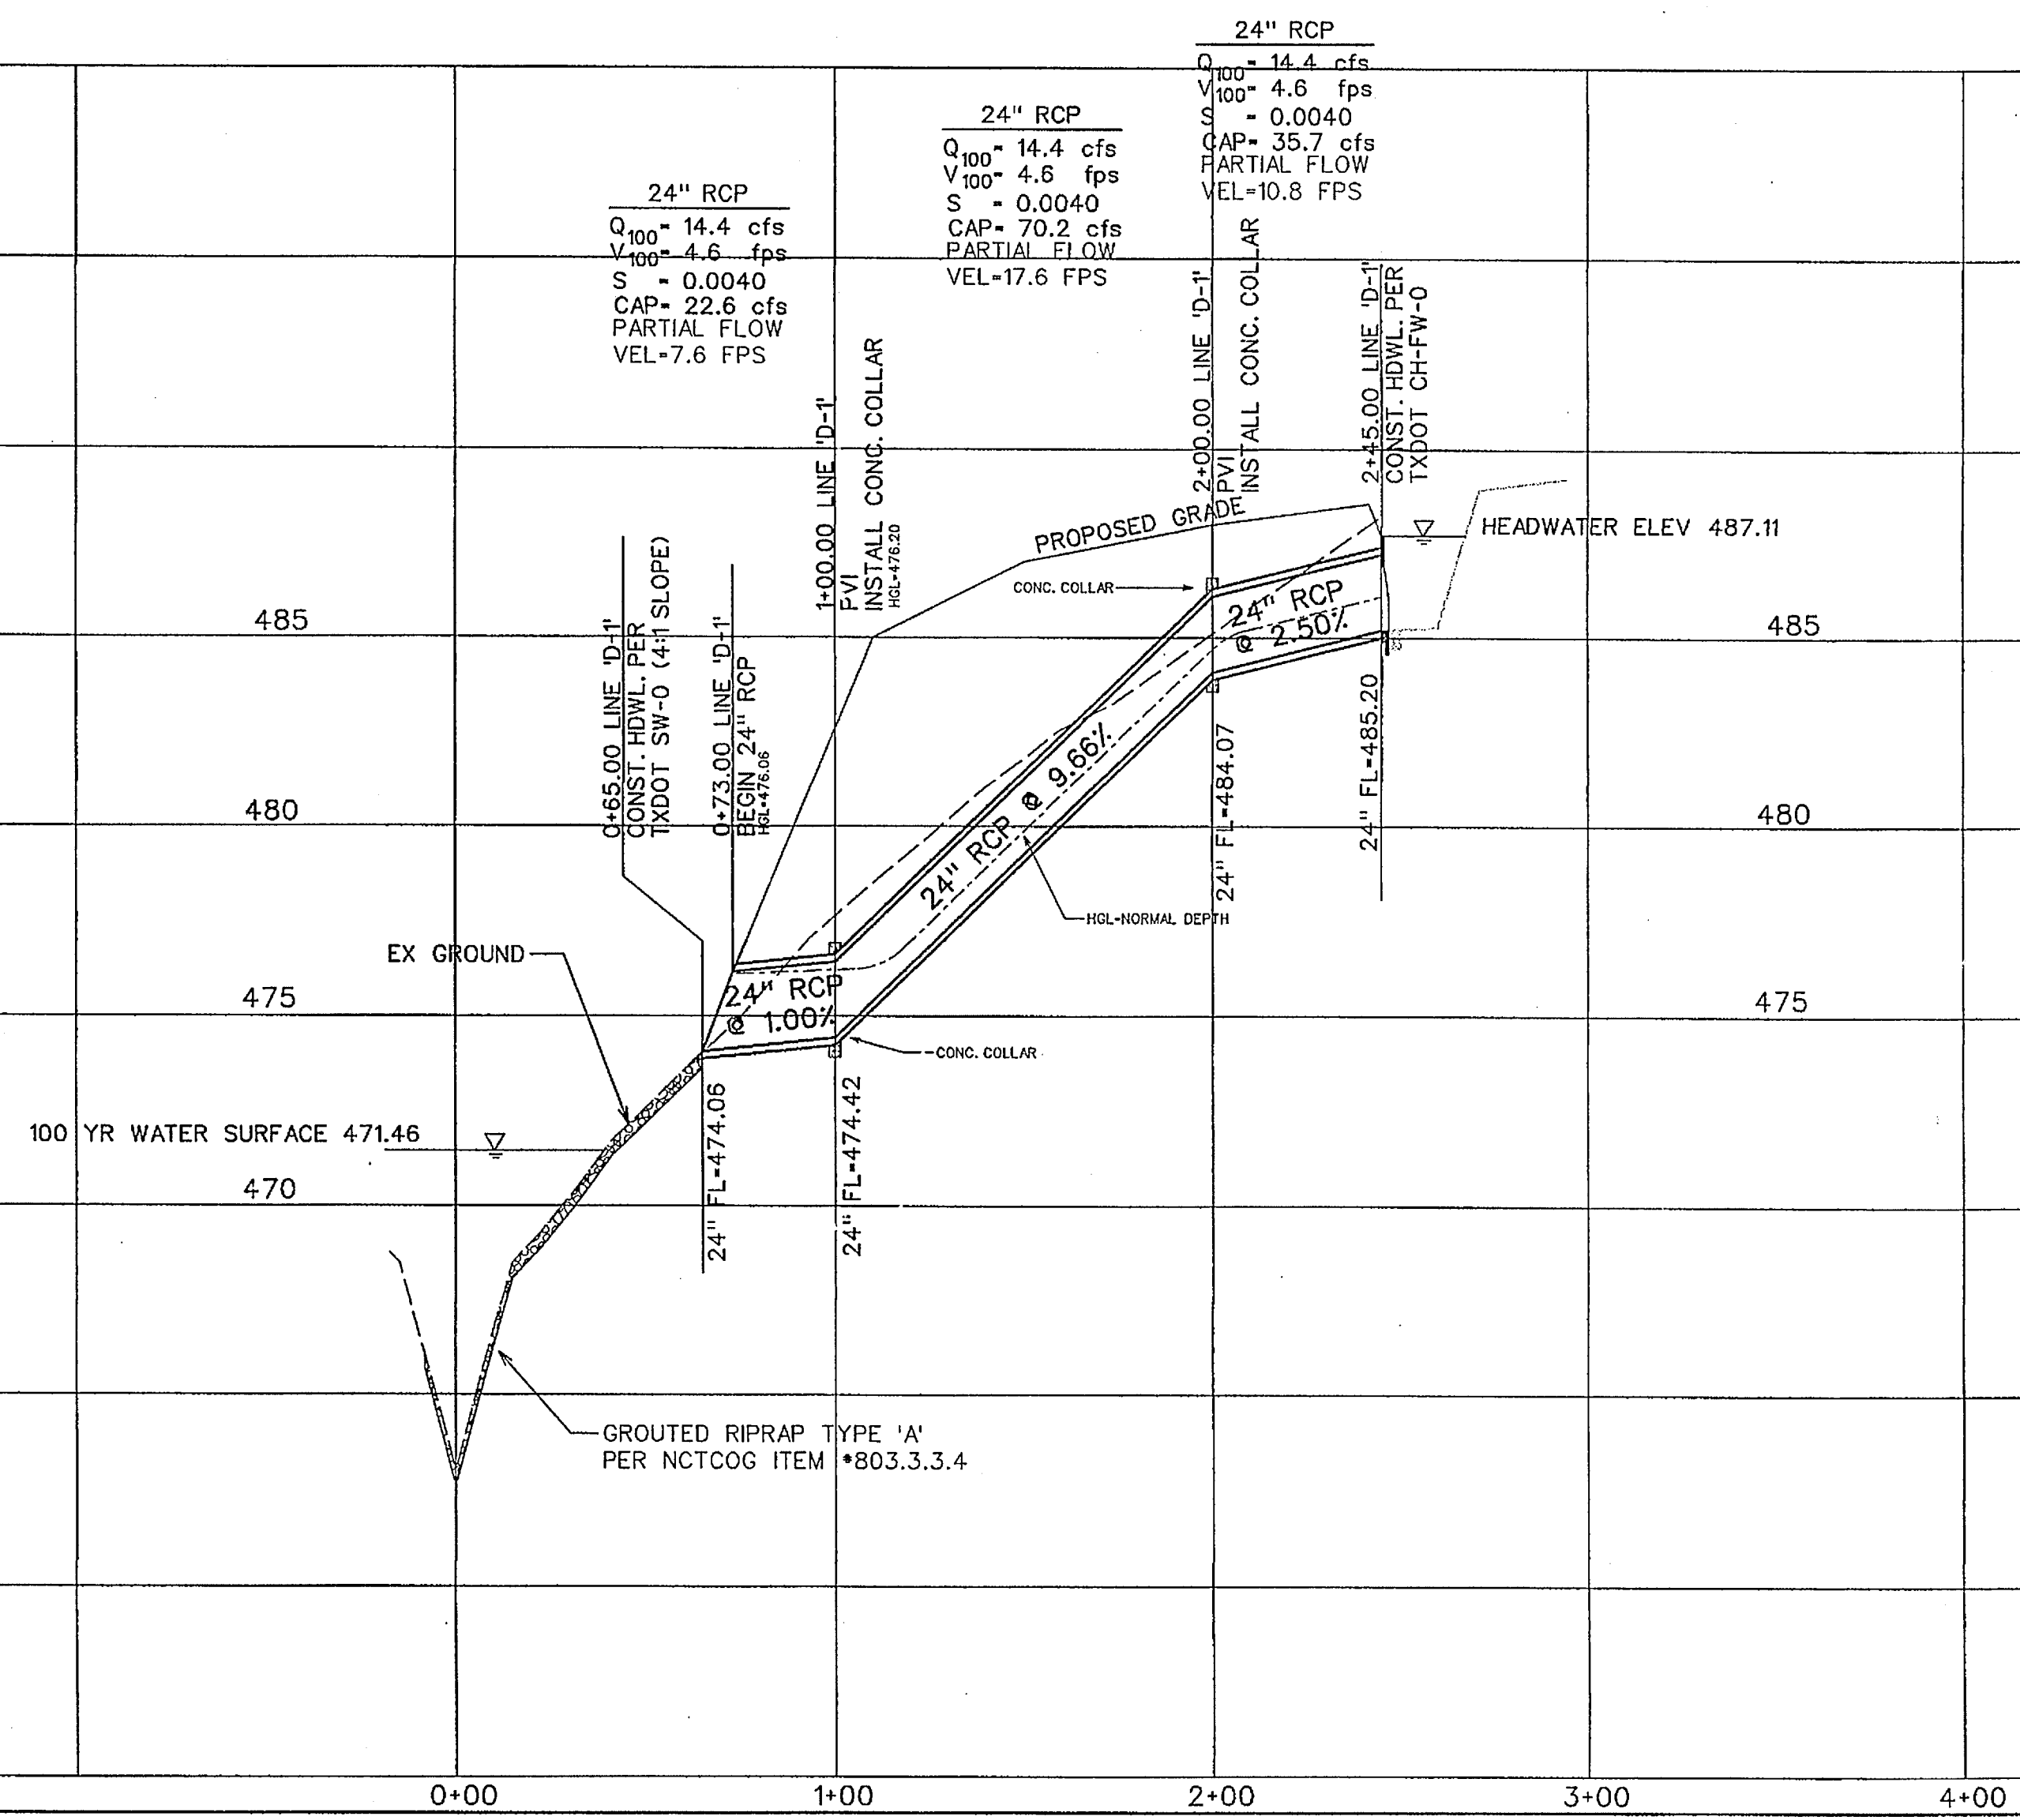 24" RCP
Q100= 14.4 cfs
V100= 4.6 fps
S = 0.0040
CAP= 35.7 cfs
PARTIAL FLOW
VEL=10.8 FPS
24" RCP
Q100= 14.4 cfs
V100= 4.6 fps
S = 0.0040
CAP= 70.2 cfs
PARTIAL FLOW
VEL=17.6 FPS
24" RCP
Q100= 14.4 cfs
V100= 4.6 fps
S = 0.0040
CAP= 22.6 cfs
PARTIAL FLOW
VEL=7.6 FPS
0+65.00 LINE 'D-1'
CONST. HDWL. PER
TXDOT SW-0 (4:1 SLOPE)
0+73.00 LINE 'D-1'
BEGIN 24" RCP
HGL=476.06
1+00.00 LINE 'D-1'
PVI
INSTALL CONC. COLLAR
HGL=476.20
2+00.00 LINE 'D-1'
PVI
INSTALL CONC. COLLAR
2+45.00 LINE 'D-1'
CONST. HDWL. PER
TXDOT CH-FW-0
PROPOSED GRADE
HEADWATER ELEV 487.11
CONC. COLLAR
24" RCP
@ 2.50%
485
485
24" RCP @ 9.66%
24" FL=484.07
24" FL=485.20
480
480
HGL-NORMAL DEPTH
EX GROUND
24" RCP
@ 1.00%
475
475
CONC. COLLAR
24" FL=474.06
24" FL=474.42
100 YR WATER SURFACE 471.46
470
GROUTED RIPRAP TYPE 'A'
PER NCTCOG ITEM *803.3.3.4
0+00
1+00
2+00
3+00
4+00